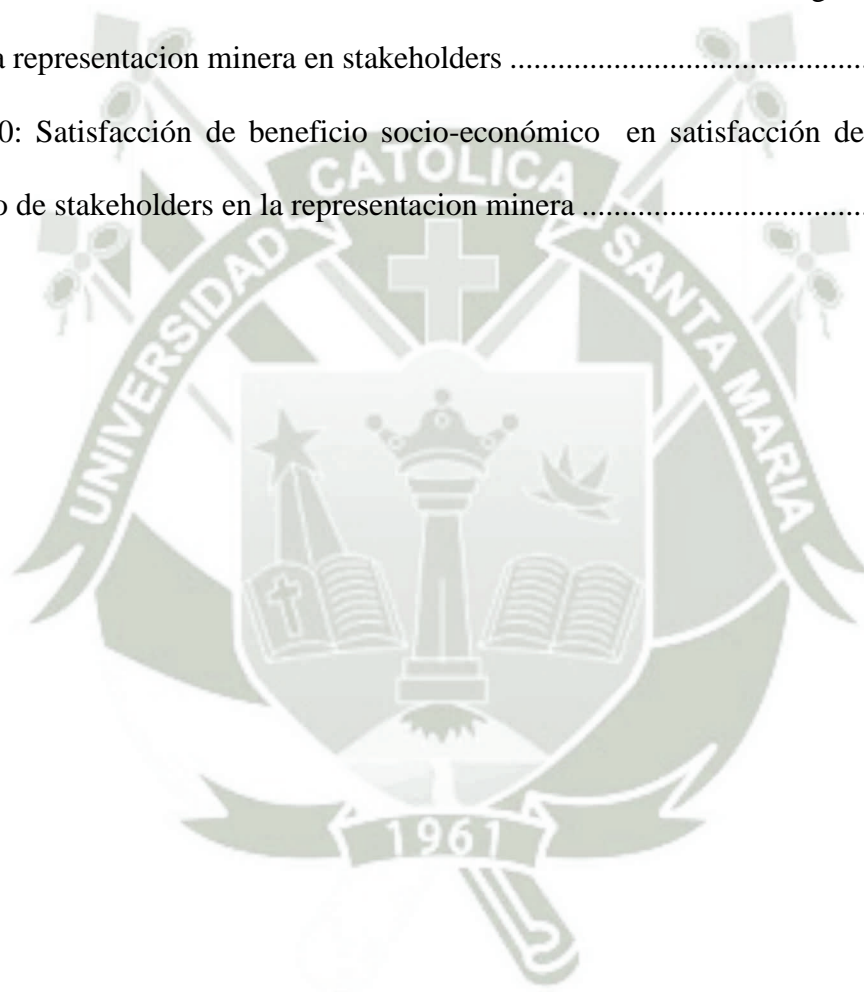 a representacion minera en stakeholders ............................................
0: Satisfacción de beneficio socio-económico en satisfacción de
o de stakeholders en la representacion minera ...................................
UNIVERSIDAD CATOLICA SANTA MARIA
1961